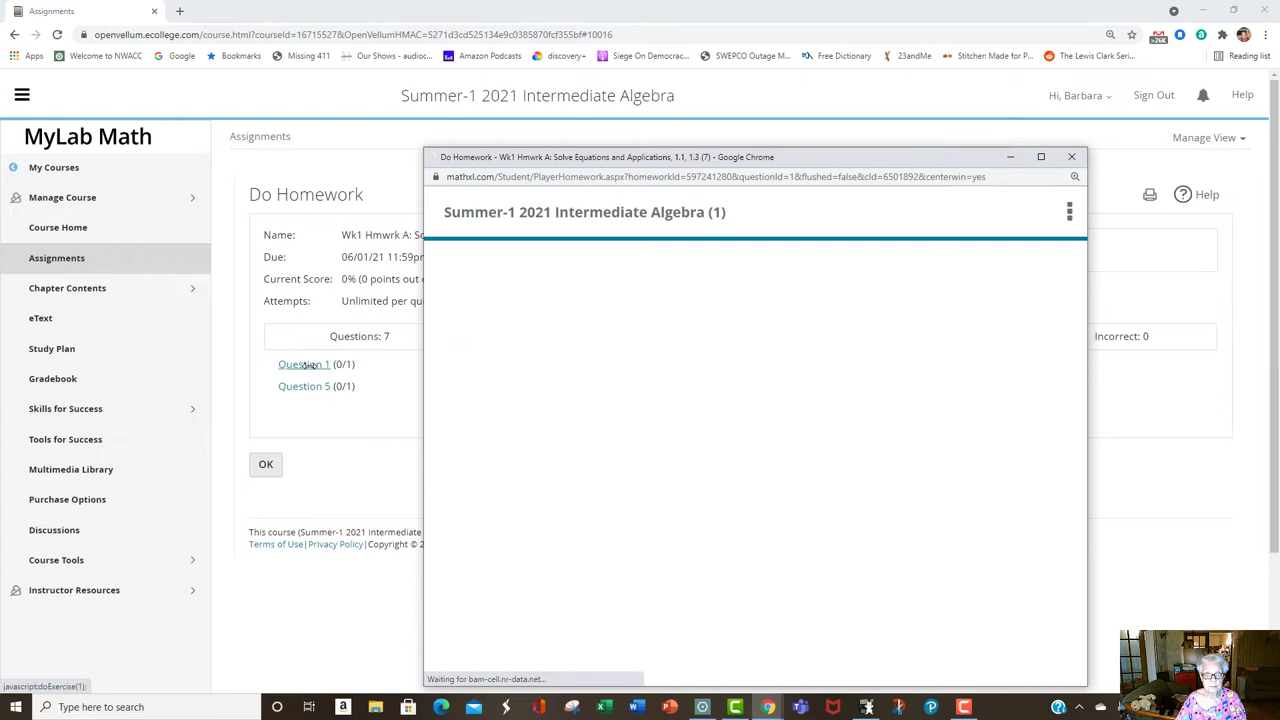 Assignments
openvellum.ecollege.com/course.html?courseId=16715527&OpenVellumHMAC=5271d3cd525134e9c0385870fcf355bf#10016
>26K
Apps
Welcome to NWACC
Google
Bookmarks
Missing 411
Our Shows - audioc...
Amazon Podcasts
discovery+
Siege On Democrac...
SWEPCO Outage M...
Free Dictionary
23andMe
Stitcher: Made for P...
The Lewis Clark Seri...
Reading list
Summer-1 2021 Intermediate Algebra
Hi, Barbara
Sign Out
Help
MyLab Math
Assignments
Manage View
My Courses
Manage Course
Course Home
Assignments
Chapter Contents
eText
Study Plan
Gradebook
Skills for Success
Tools for Success
Multimedia Library
Purchase Options
Discussions
Course Tools
Instructor Resources
Do Homework
Help
Name: Wk1 Hmwrk A: So
Due: 06/01/21 11:59pr
Current Score: 0% (0 points out
Attempts: Unlimited per qu
Questions: 7
Incorrect: 0
Question 1 (0/1)
Question 5 (0/1)
OK
This course (Summer-1 2021 Intermediate
Terms of Use | Privacy Policy | Copyright © 2
Do Homework - Wk1 Hmwrk A: Solve Equations and Applications, 1.1, 1.3 (7) - Google Chrome
mathxl.com/Student/PlayerHomework.aspx?homeworkId=597241280&questionId=1&flushed=false&cId=6501892&centerwin=yes
Summer-1 2021 Intermediate Algebra (1)
Waiting for bam-cell.nr-data.net...
javascript:doExercise(1);
Type here to search